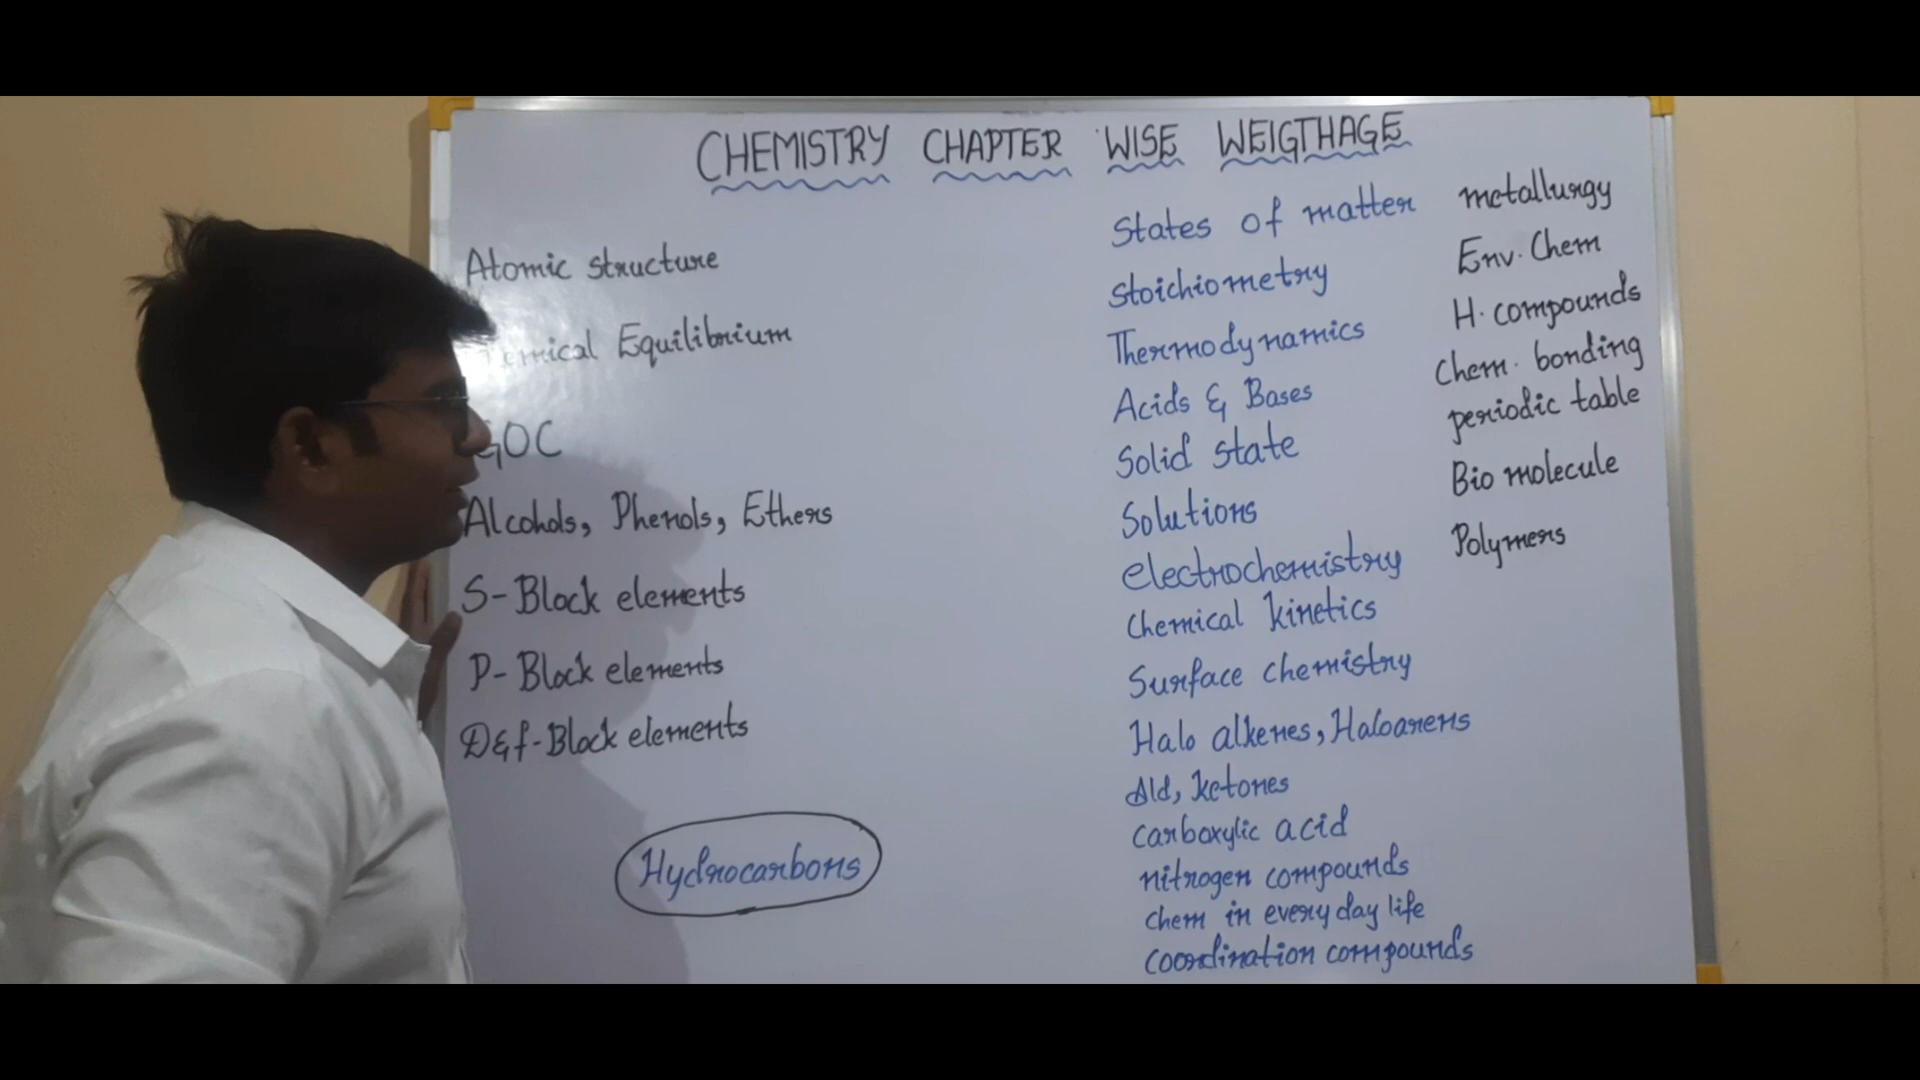 CHEMISTRY CHAPTER WISE WEIGTHAGE
Atomic structure
Equilibrium
GOC
Alcohols, Phenols, Ethers
S-Block elements
P-Block elements
D&f-Block elements
Hydrocarbons
States of matter
Stoichiometry
Thermodynamics
Acids & Bases
Solid state
Solutions
electrochemistry
Chemical kinetics
Surface chemistry
Halo alkenes, Haloarens
Ald, ketones
carboxylic acid
nitrogen compounds
chem in every day life
coordination compounds
metallurgy
Env. Chem
H. compounds
Chem. bonding
periodic table
Bio molecule
Polymers